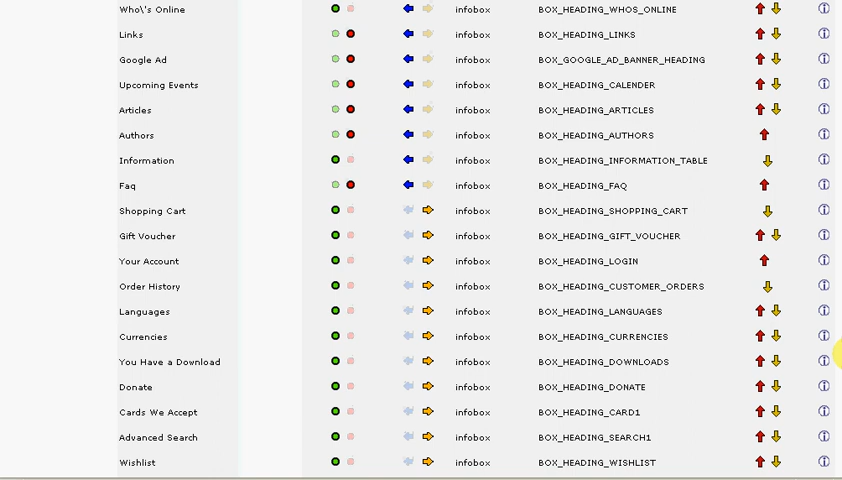 Who\'s Online infobox BOX_HEADING_WHOS_ONLINE
Links infobox BOX_HEADING_LINKS
Google Ad infobox BOX_GOOGLE_AD_BANNER_HEADING
Upcoming Events infobox BOX_HEADING_CALENDER
Articles infobox BOX_HEADING_ARTICLES
Authors infobox BOX_HEADING_AUTHORS
Information infobox BOX_HEADING_INFORMATION_TABLE
Faq infobox BOX_HEADING_FAQ
Shopping Cart infobox BOX_HEADING_SHOPPING_CART
Gift Voucher infobox BOX_HEADING_GIFT_VOUCHER
Your Account infobox BOX_HEADING_LOGIN
Order History infobox BOX_HEADING_CUSTOMER_ORDERS
Languages infobox BOX_HEADING_LANGUAGES
Currencies infobox BOX_HEADING_CURRENCIES
You Have a Download infobox BOX_HEADING_DOWNLOADS
Donate infobox BOX_HEADING_DONATE
Cards We Accept infobox BOX_HEADING_CARD1
Advanced Search infobox BOX_HEADING_SEARCH1
Wishlist infobox BOX_HEADING_WISHLIST